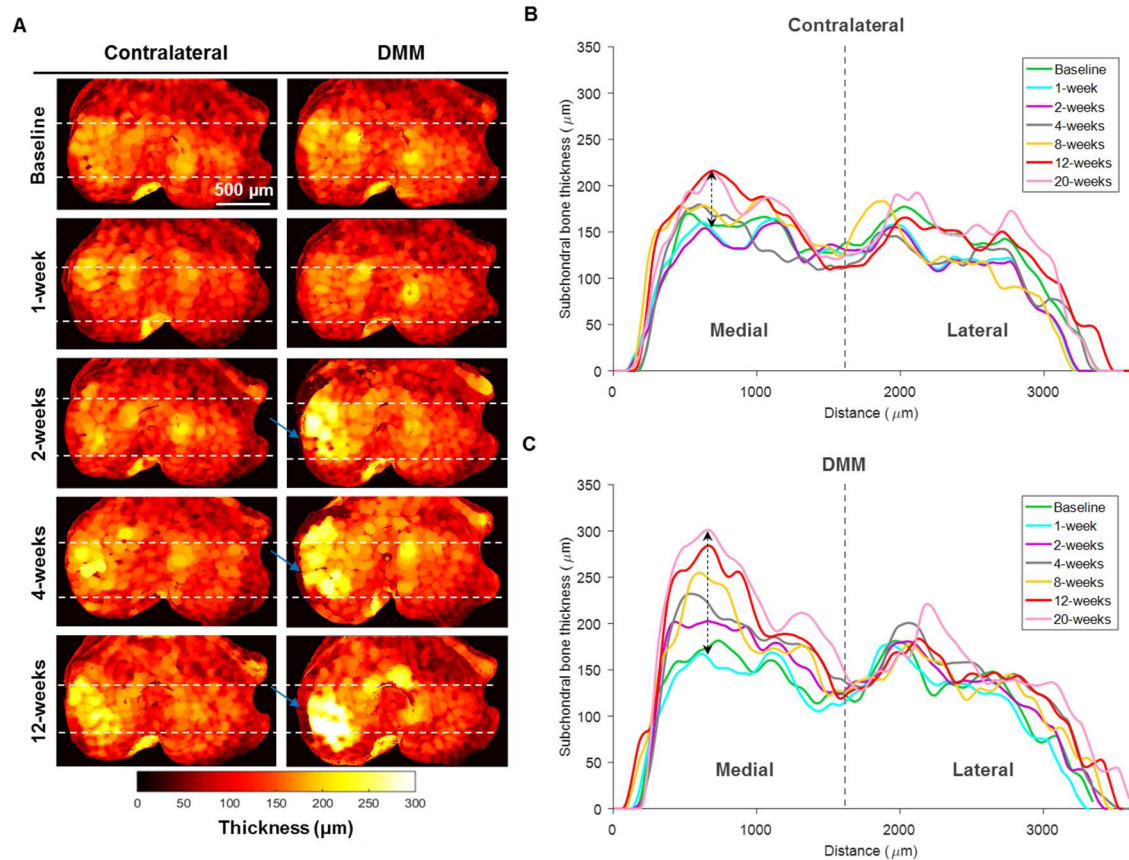 A
Contralateral DMM
Baseline
500 µm
1-week
2-weeks
4-weeks
12-weeks
0 50 100 150 200 250 300
Thickness (µm)
B
Contralateral
350
300
250
200
150
100
50
0
Subchondral bone thickness ( µm)
Baseline
1-week
2-weeks
4-weeks
8-weeks
12-weeks
20-weeks
Medial Lateral
0 1000 2000 3000
Distance ( µm)
C
DMM
350
300
250
200
150
100
50
0
Subchondral bone thickness ( µm)
Baseline
1-week
2-weeks
4-weeks
8-weeks
12-weeks
20-weeks
Medial Lateral
0 1000 2000 3000
Distance ( µm)